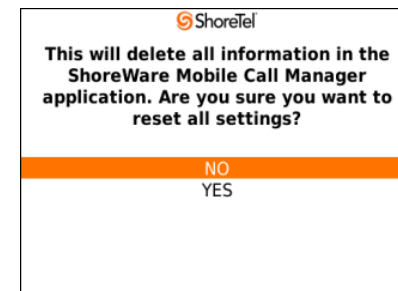 ShoreTel
This will delete all information in the
ShoreWare Mobile Call Manager
application. Are you sure you want to
reset all settings?
NO
YES